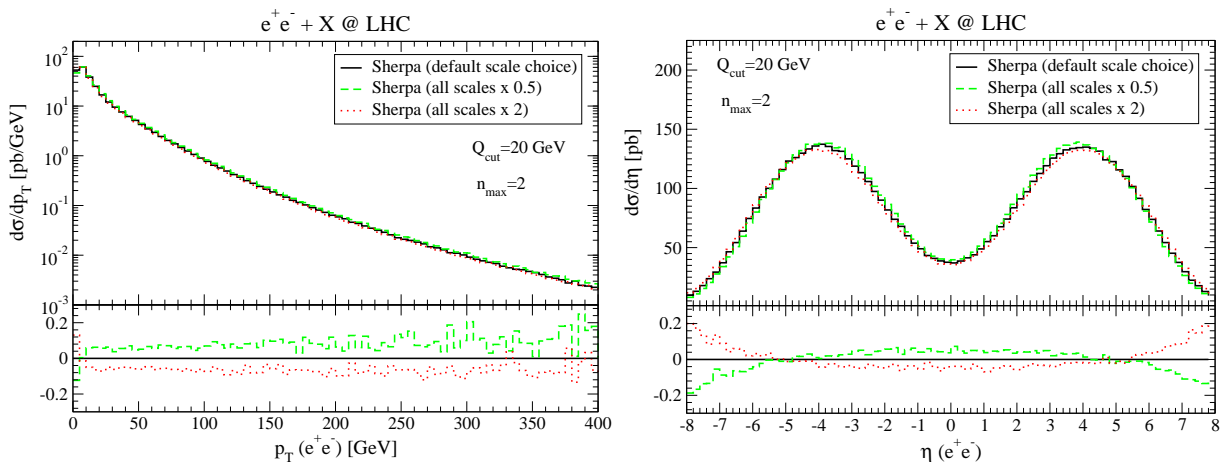 e⁺e⁻ + X @ LHC
Sherpa (default scale choice)
Sherpa (all scales x 0.5)
Sherpa (all scales x 2)
Q_cut=20 GeV
n_max=2
dσ/dp_T [pb/GeV]
10²
10¹
10⁰
10⁻¹
10⁻²
10⁻³
0.2
0
-0.2
0 50 100 150 200 250 300 350 400
p_T (e⁺e⁻) [GeV]
e⁺e⁻ + X @ LHC
Q_cut=20 GeV
n_max=2
Sherpa (default scale choice)
Sherpa (all scales x 0.5)
Sherpa (all scales x 2)
dσ/dη [pb]
200
150
100
50
0.2
0
-0.2
-8 -7 -6 -5 -4 -3 -2 -1 0 1 2 3 4 5 6 7 8
η (e⁺e⁻)